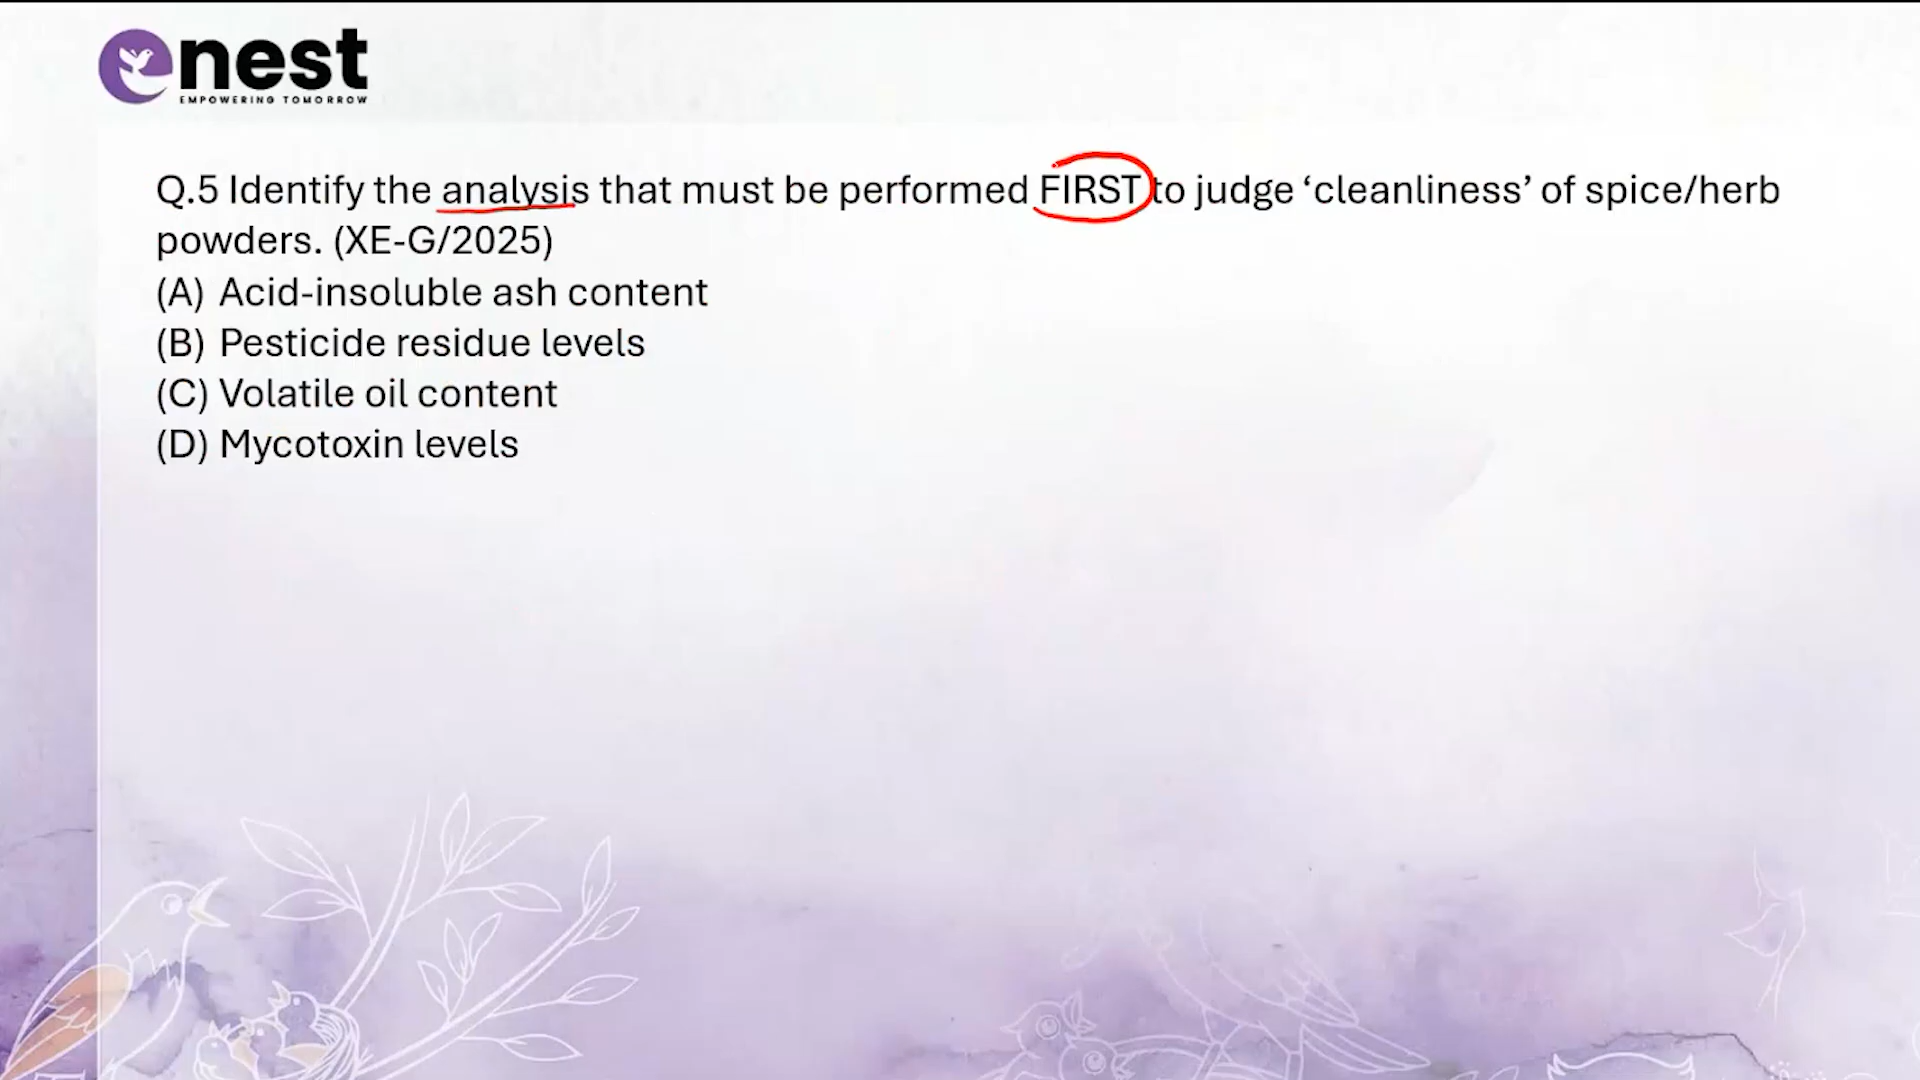 enest
EMPOWERING TOMORROW
Q.5 Identify the analysis that must be performed FIRST to judge ‘cleanliness’ of spice/herb
powders. (XE-G/2025)
(A) Acid-insoluble ash content
(B) Pesticide residue levels
(C) Volatile oil content
(D) Mycotoxin levels